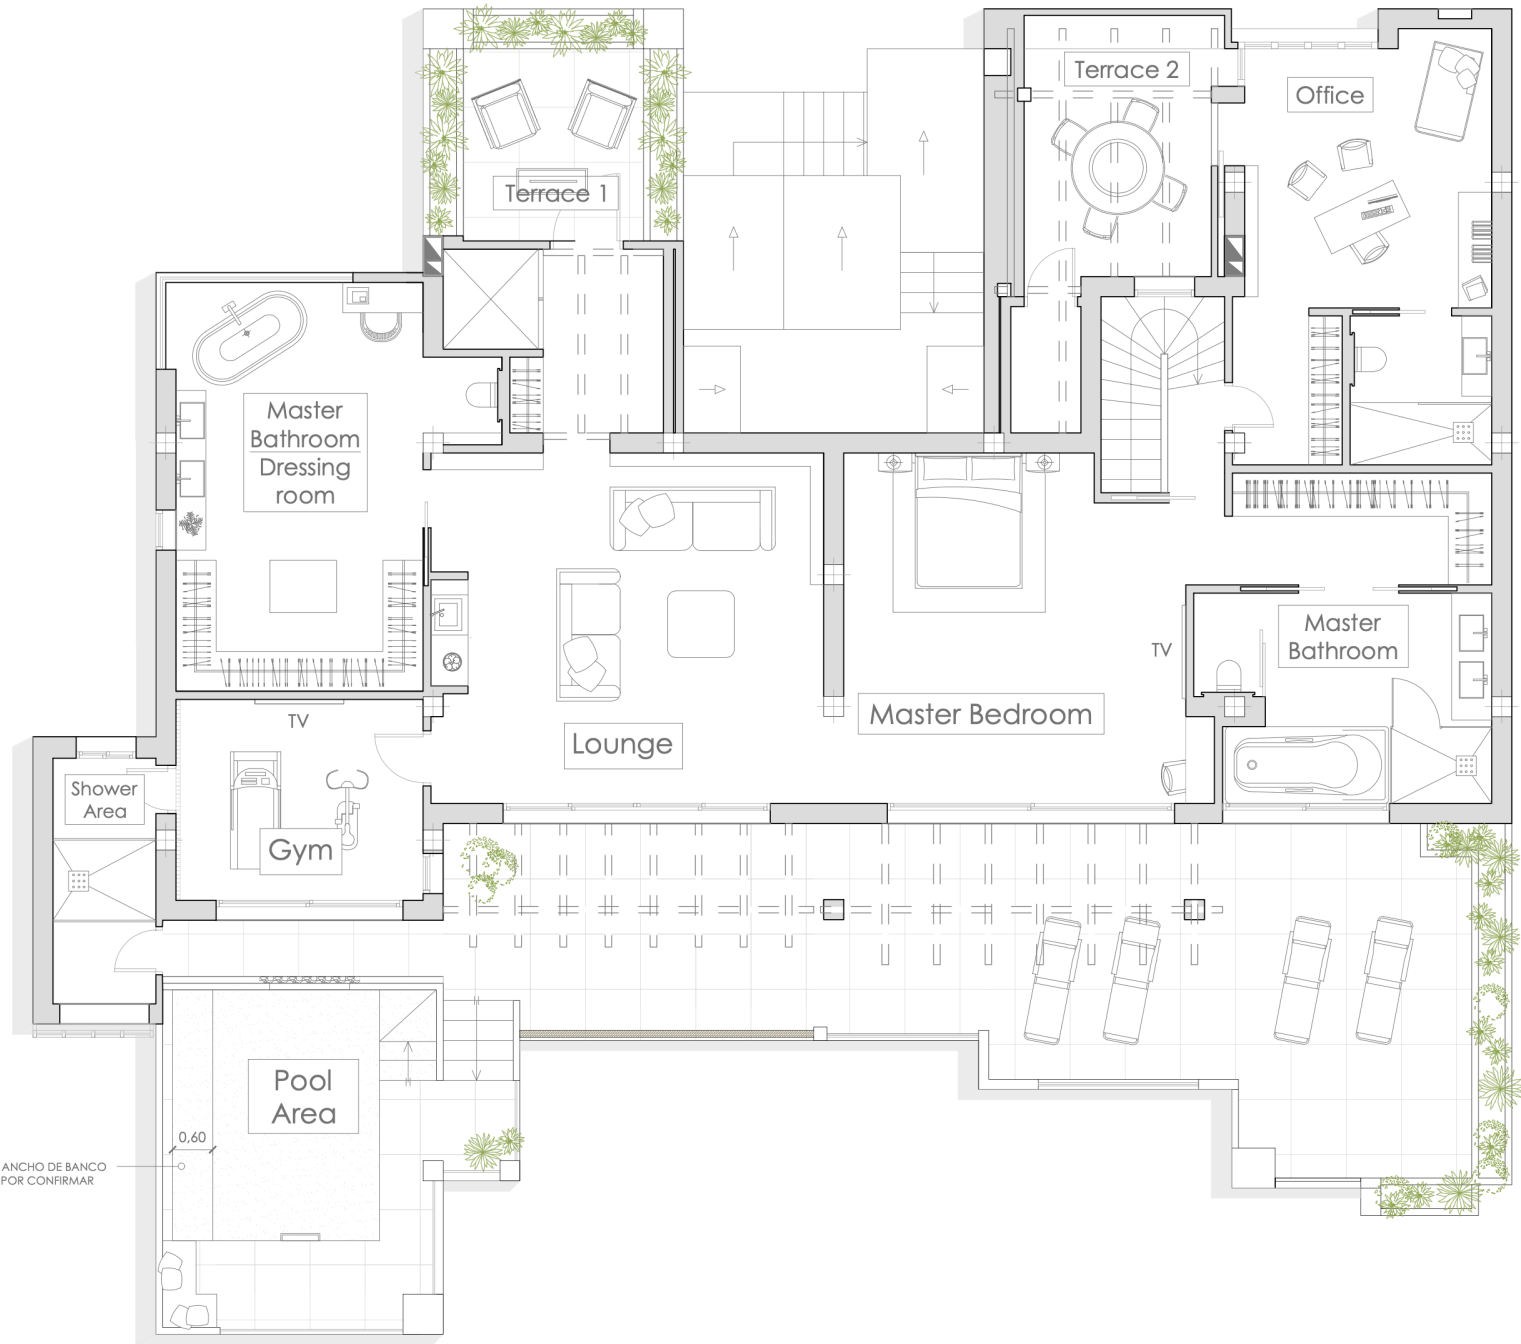 Terrace 2
Office
Terrace 1
Master
Bathroom
Dressing
room
Master
Bathroom
TV
Master Bedroom
TV
Lounge
Shower
Area
Gym
Pool
Area
0,60
ANCHO DE BANCO
POR CONFIRMAR